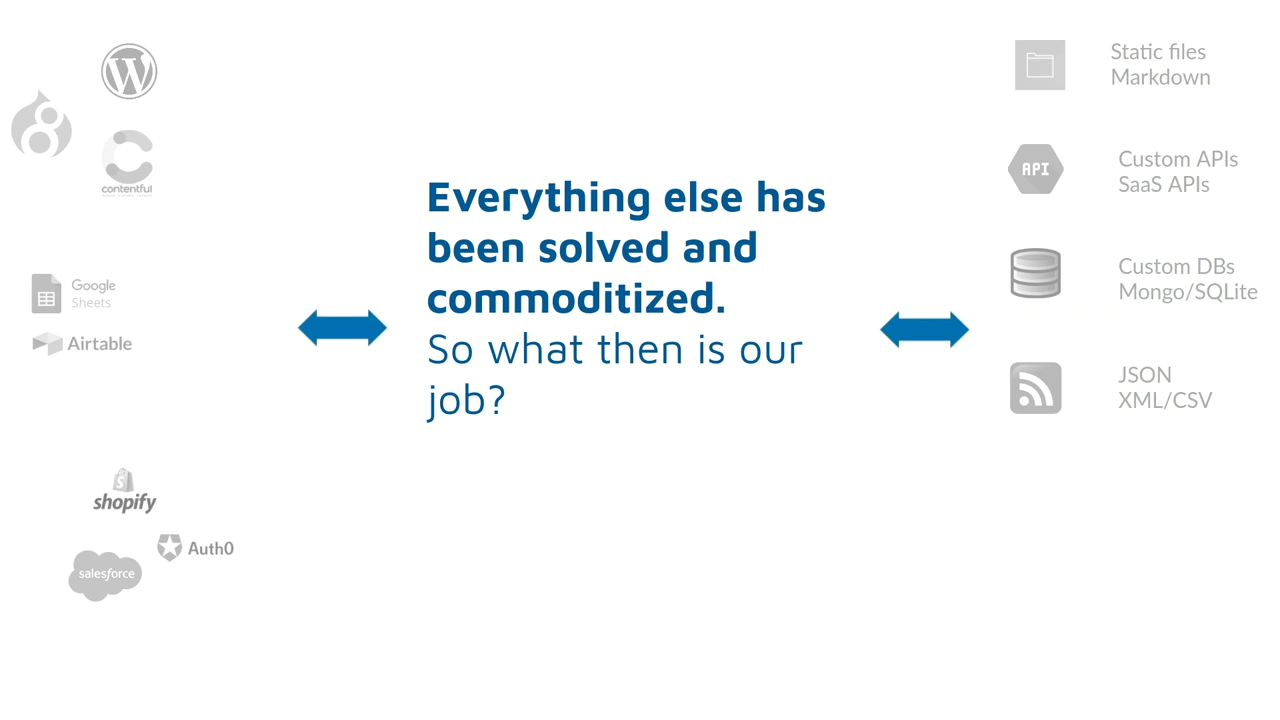 contentful
Google
Sheets
Airtable
shopify
Auth0
salesforce
Everything else has
been solved and
commoditized.
So what then is our
job?
Static files
Markdown
API
Custom APIs
SaaS APIs
Custom DBs
Mongo/SQLite
JSON
XML/CSV